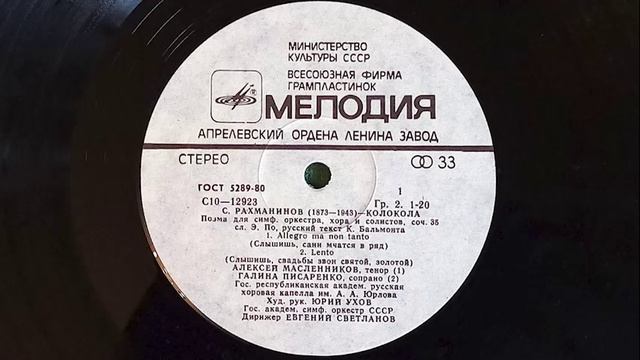 МИНИСТЕРСТВО
КУЛЬТУРЫ СССР
ВСЕСОЮЗНАЯ ФИРМА
ГРАМПЛАСТИНОК
МЕЛОДИЯ
АПРЕЛЕВСКИЙ ОРДЕНА ЛЕНИНА ЗАВОД
СТЕРЕО 33
ГОСТ 5289-80 1
С10—12923 Гр. 2. 1-20
С. РАХМАНИНОВ (1873—1943)—КОЛОКОЛА
Поэма для симф. оркестра, хора и солистов, соч. 35
сл. Э. По, русский текст К. Бальмонта
1. Allegro ma non tanto
(Слышишь, сани мчатся в ряд)
2. Lento
(Слышишь, свадьбы звон святой, золотой)
АЛЕКСЕЙ МАСЛЕННИКОВ, тенор (1)
ГАЛИНА ПИСАРЕНКО, сопрано (2)
Гос. республиканская академ. русская
хоровая капелла им. А. А. Юрлова
Худ. рук. ЮРИЙ УХОВ
Гос. академ. симф. оркестр СССР
Дирижер ЕВГЕНИЙ СВЕТЛАНОВ